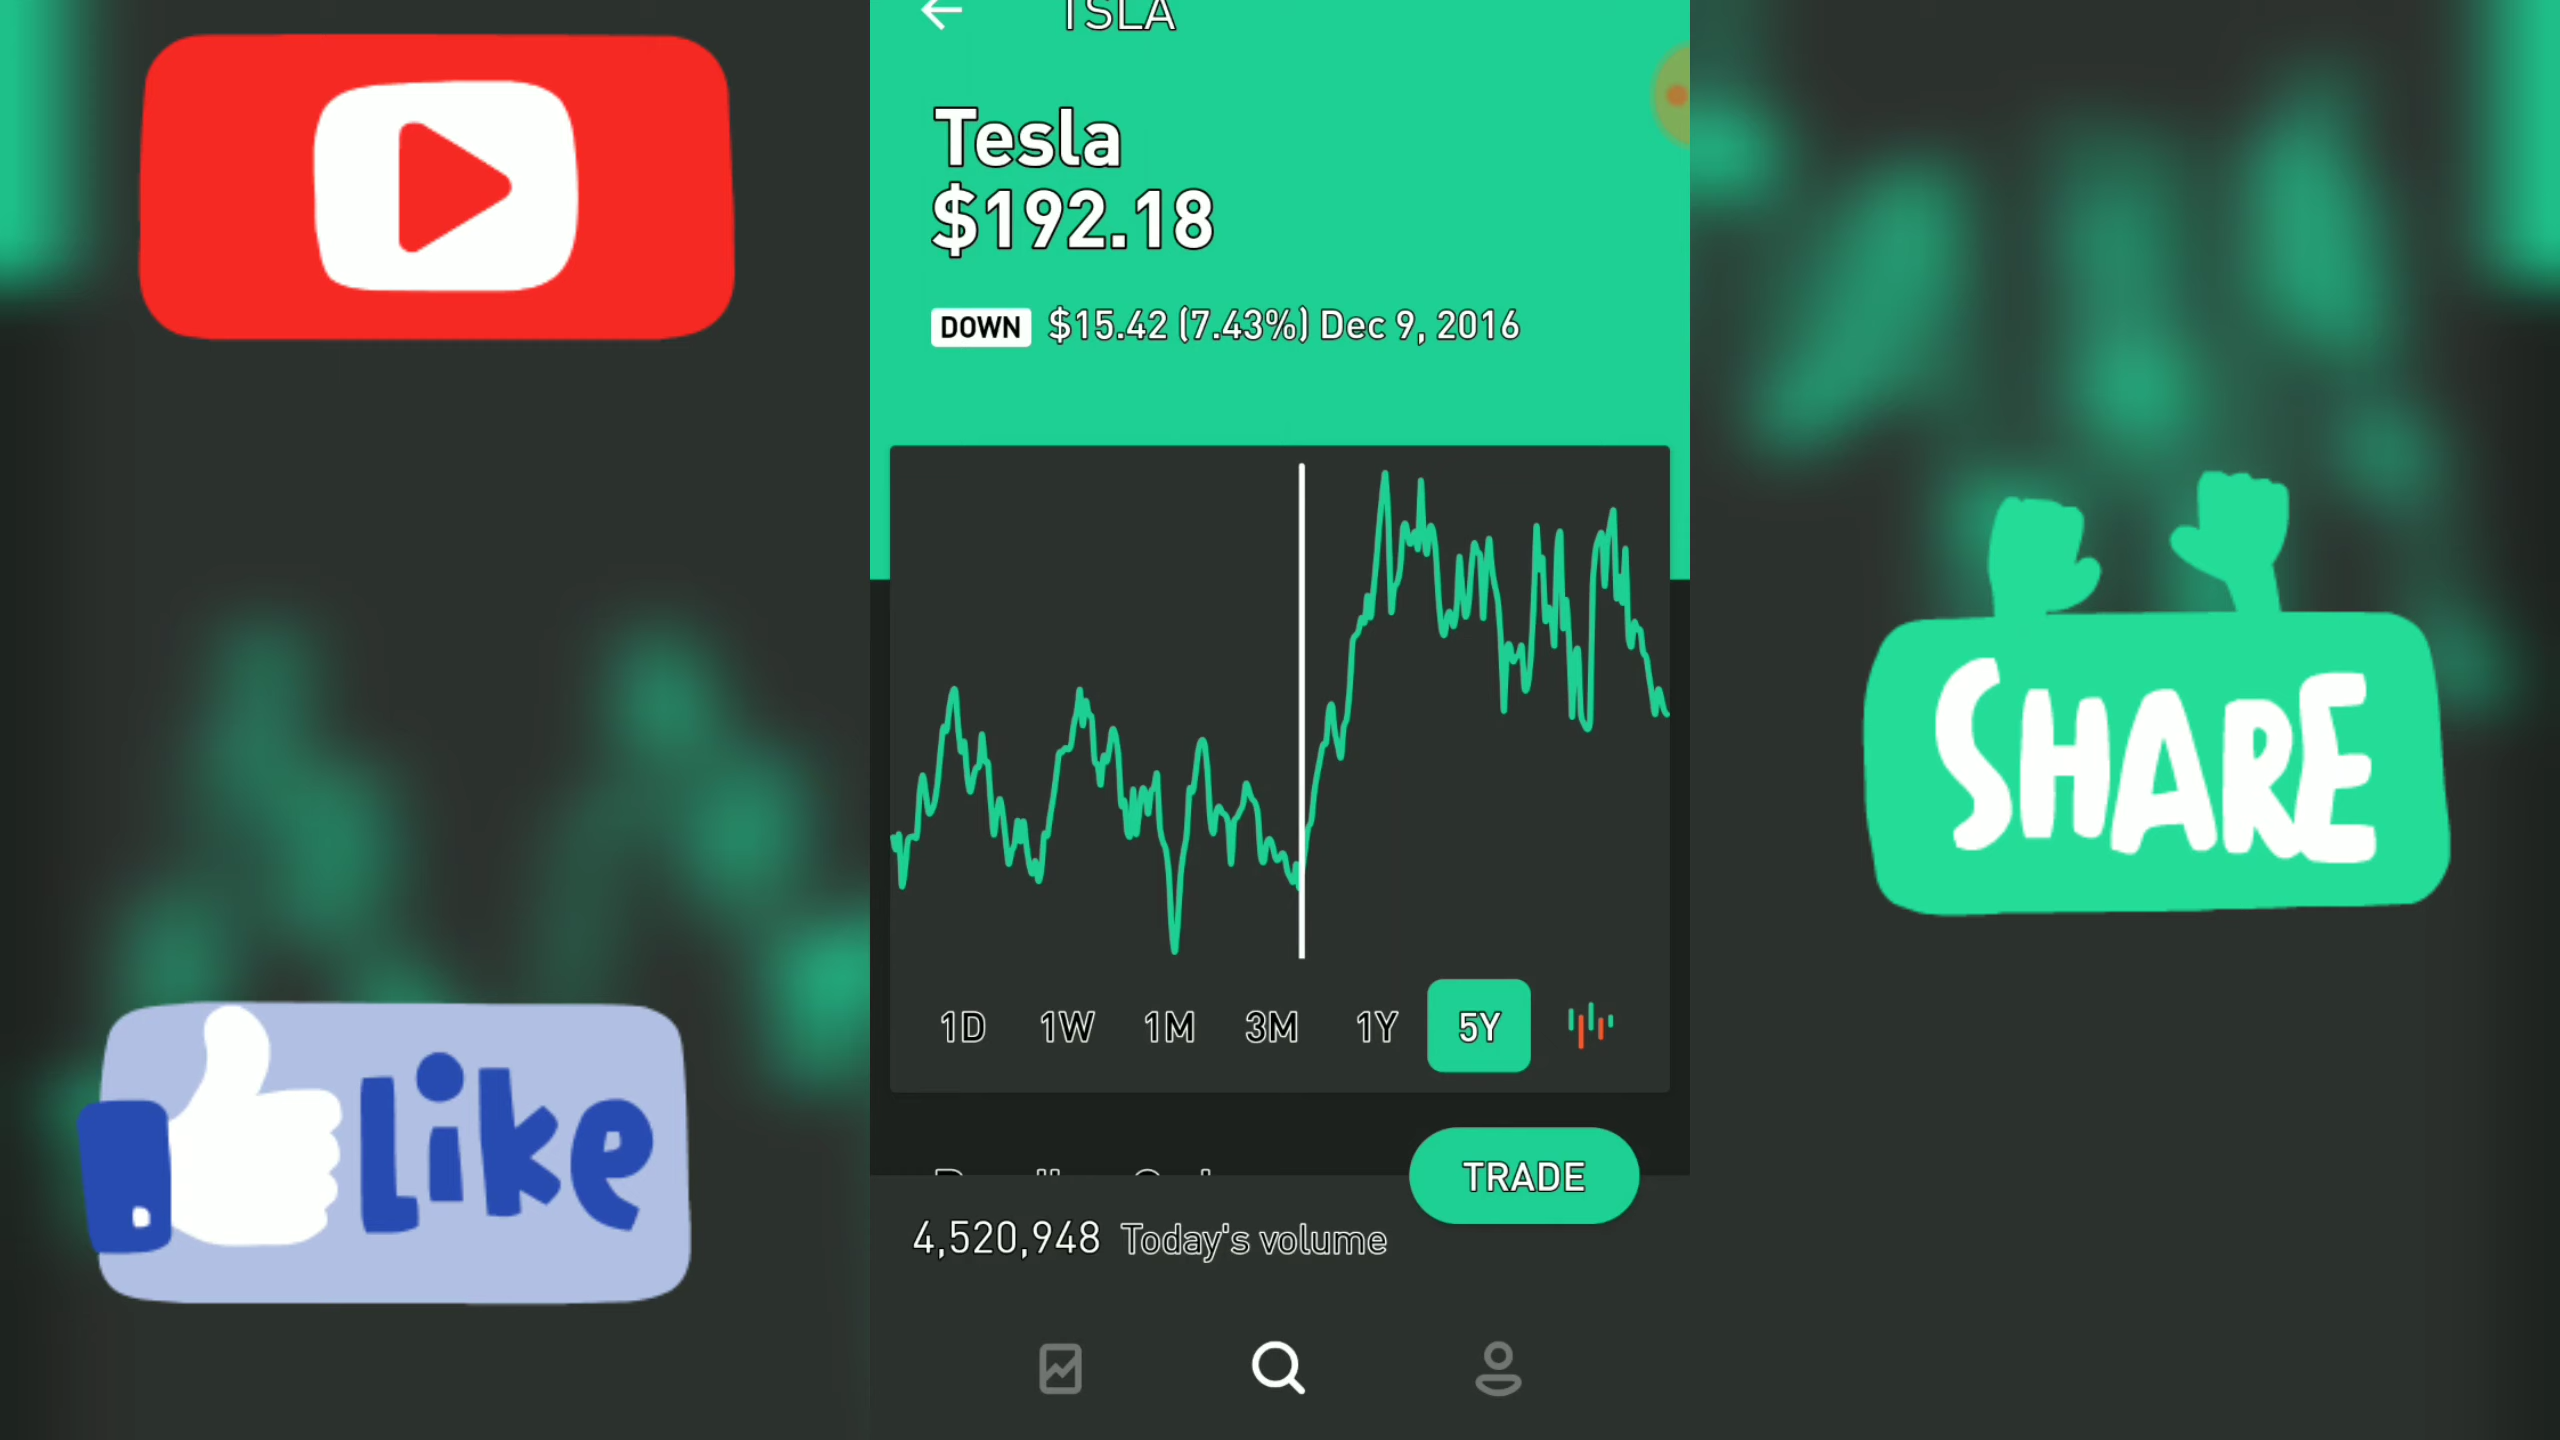 TSLA
Tesla
$192.18
DOWN $15.42 (7.43%) Dec 9, 2016
1D 1W 1M 3M 1Y 5Y
TRADE
4,520,948 Today's volume
Like
SHARE